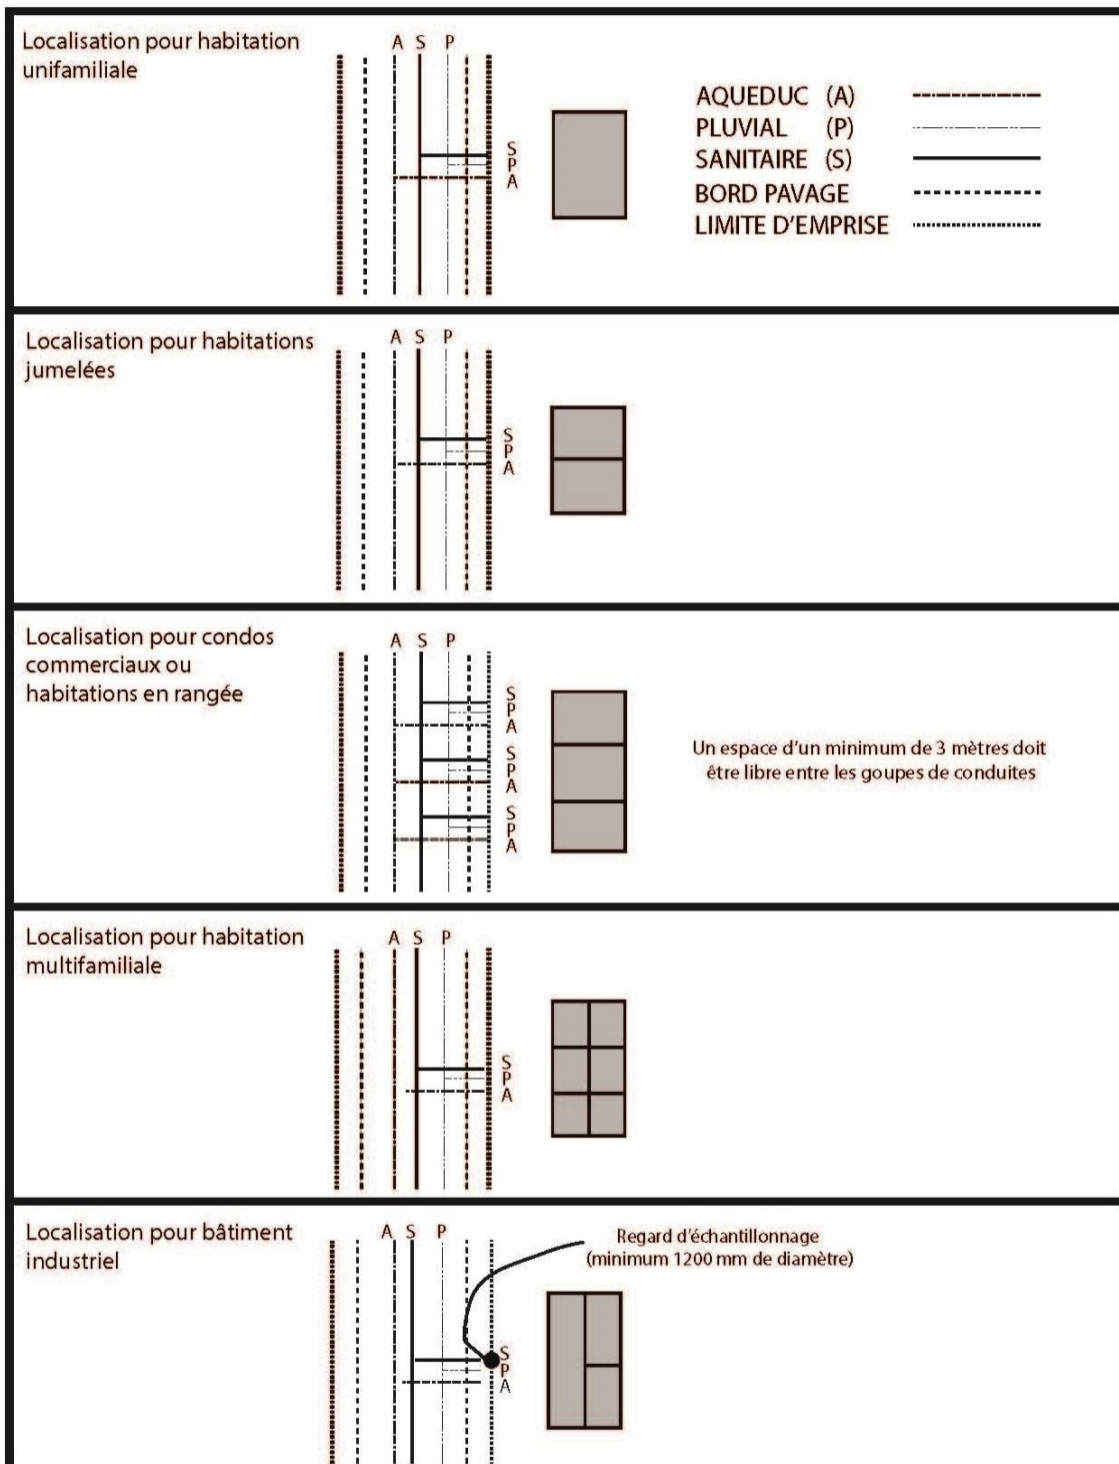 Localisation pour habitation
unifamiliale
A S P
S
P
A
AQUEDUC (A)
PLUVIAL (P)
SANITAIRE (S)
BORD PAVAGE
LIMITE D'EMPRISE
Localisation pour habitations
jumelées
A S P
S
P
A
Localisation pour condos
commerciaux ou
habitations en rangée
A S P
S
P
A
S
P
A
S
P
A
Un espace d'un minimum de 3 mètres doit
être libre entre les goupes de conduites
Localisation pour habitation
multifamiliale
A S P
S
P
A
Localisation pour bâtiment
industriel
A S P
Regard d'échantillonnage
(minimum 1200 mm de diamètre)
S
P
A